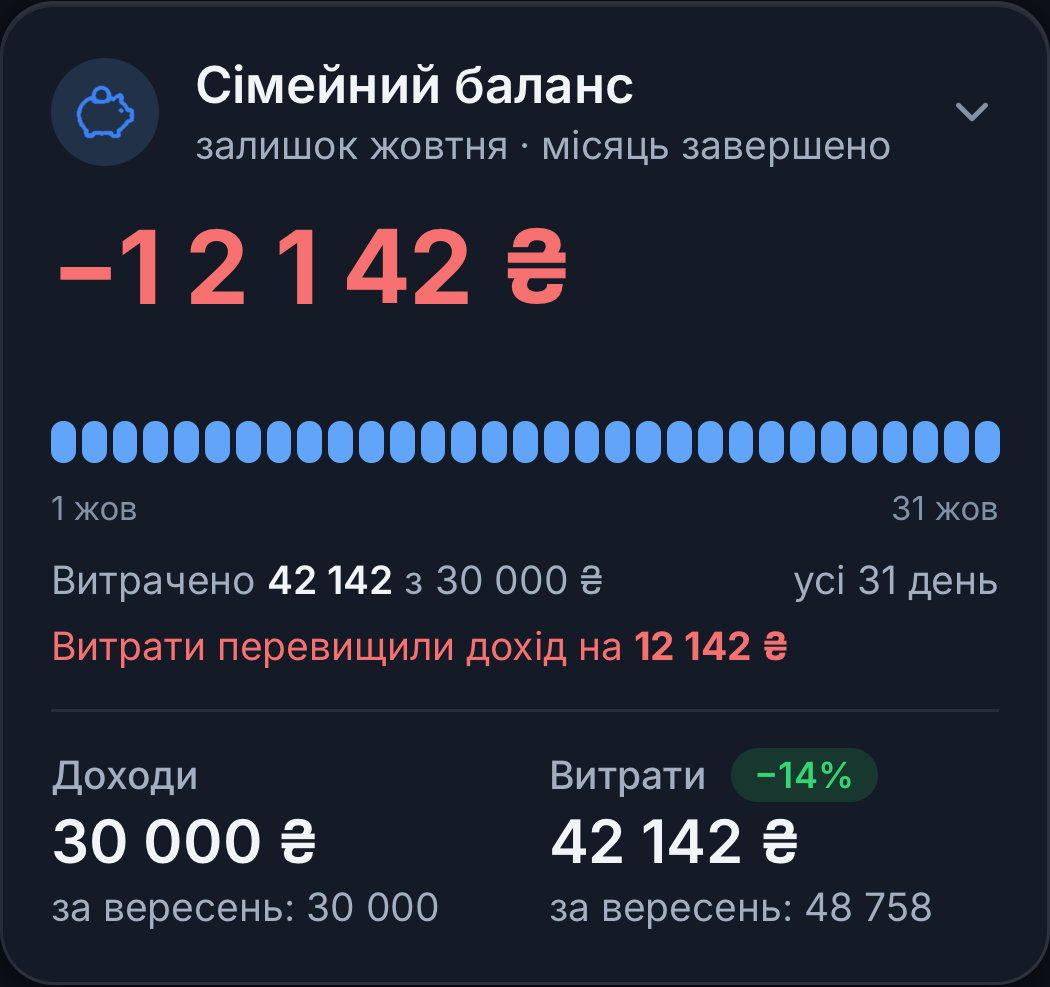 Сімейний баланс
залишок жовтня · місяць завершено
−12 142 ₴
1 жов
31 жов
Витрачено 42 142 з 30 000 ₴
усі 31 день
Витрати перевищили дохід на 12 142 ₴
Доходи
Витрати −14%
30 000 ₴
42 142 ₴
за вересень: 30 000
за вересень: 48 758